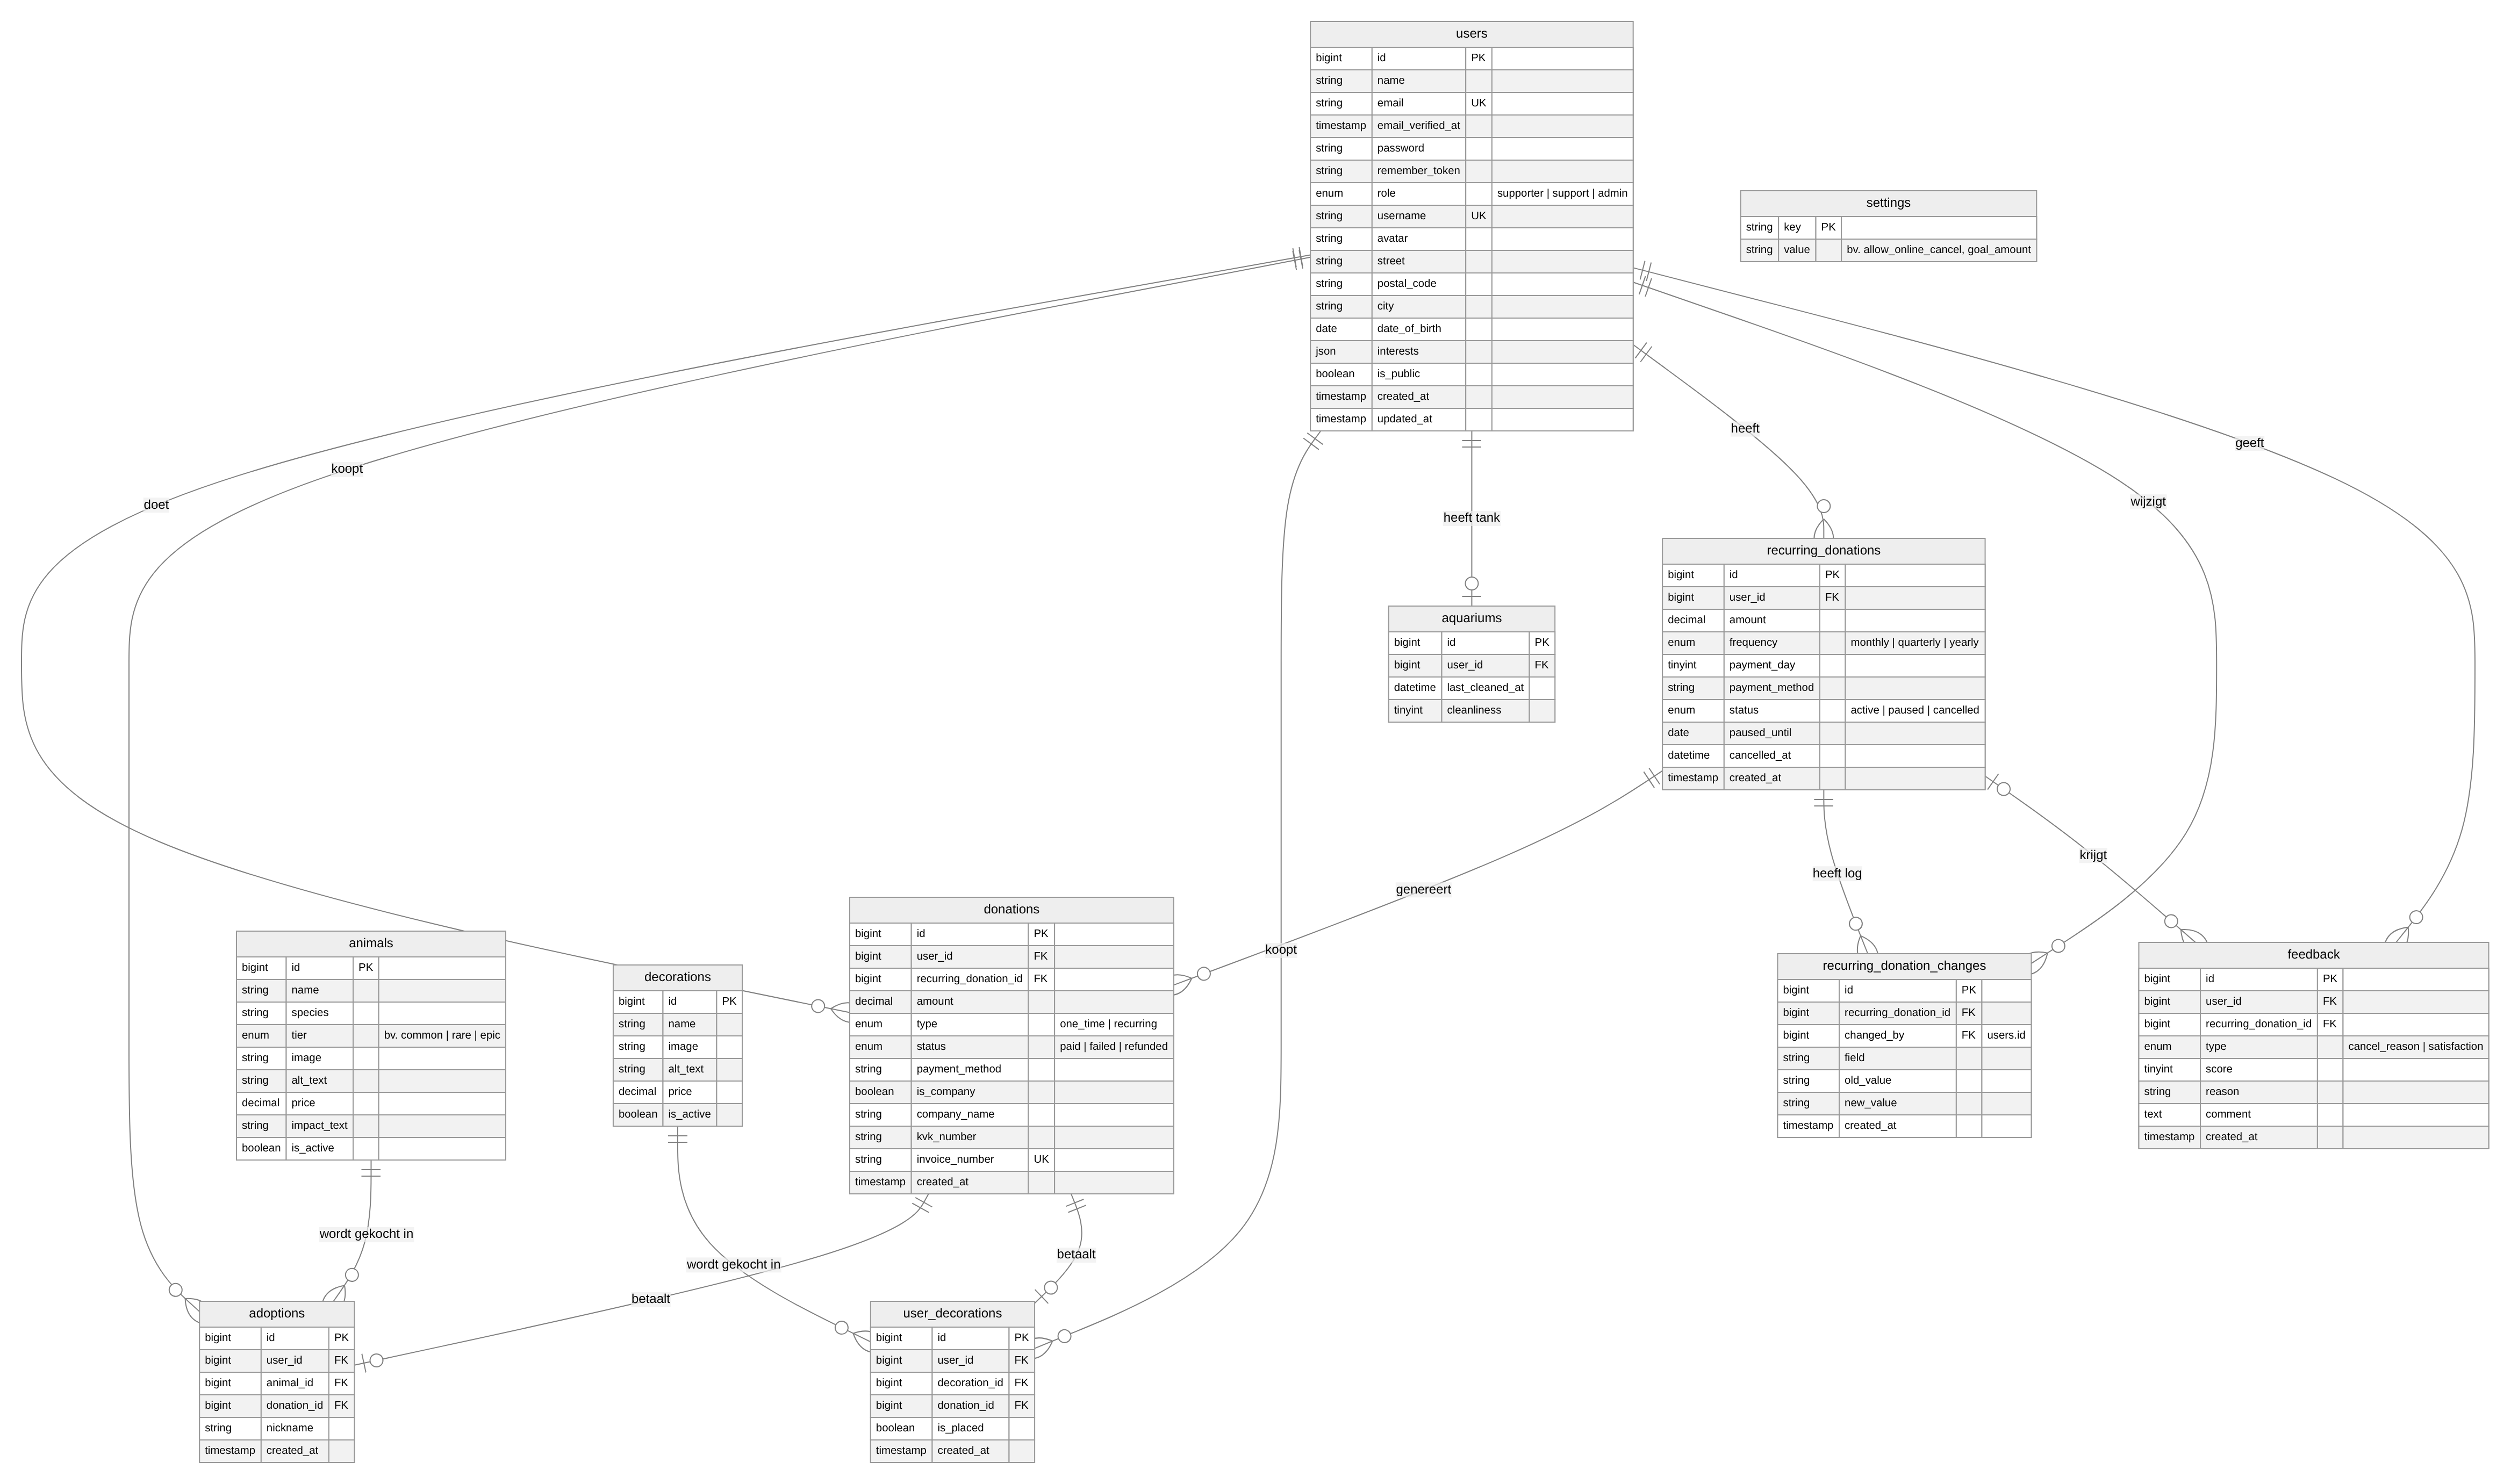 users
bigint id PK
string name
string email UK
timestamp email_verified_at
string password
string remember_token
enum role supporter | support | admin
string username UK
string avatar
string street
string postal_code
string city
date date_of_birth
json interests
boolean is_public
timestamp created_at
timestamp updated_at
settings
string key PK
string value bv. allow_online_cancel, goal_amount
heeft
geeft
koopt
wijzigt
doet
heeft tank
recurring_donations
bigint id PK
bigint user_id FK
decimal amount
enum frequency monthly | quarterly | yearly
tinyint payment_day
string payment_method
enum status active | paused | cancelled
date paused_until
datetime cancelled_at
timestamp created_at
aquariums
bigint id PK
bigint user_id FK
datetime last_cleaned_at
tinyint cleanliness
krijgt
heeft log
genereert
koopt
animals
bigint id PK
string name
string species
enum tier bv. common | rare | epic
string image
string alt_text
decimal price
string impact_text
boolean is_active
decorations
bigint id PK
string name
string image
string alt_text
decimal price
boolean is_active
donations
bigint id PK
bigint user_id FK
bigint recurring_donation_id FK
decimal amount
enum type one_time | recurring
enum status paid | failed | refunded
string payment_method
boolean is_company
string company_name
string kvk_number
string invoice_number UK
timestamp created_at
recurring_donation_changes
bigint id PK
bigint recurring_donation_id FK
bigint changed_by FK users.id
string field
string old_value
string new_value
timestamp created_at
feedback
bigint id PK
bigint user_id FK
bigint recurring_donation_id FK
enum type cancel_reason | satisfaction
tinyint score
string reason
text comment
timestamp created_at
wordt gekocht in
betaalt
wordt gekocht in
betaalt
adoptions
bigint id PK
bigint user_id FK
bigint animal_id FK
bigint donation_id FK
string nickname
timestamp created_at
user_decorations
bigint id PK
bigint user_id FK
bigint decoration_id FK
bigint donation_id FK
boolean is_placed
timestamp created_at